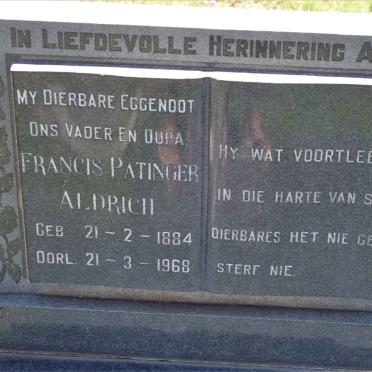 IN LIEFDEVOLLE HERINNERING A
MY DIERBARE EGGENOOT
ONS VADER EN OUPA
FRANCIS PATINGER
ALDRICH
GEB 21 - 2 - 1884
OORL. 21 - 3 - 1968
HY WAT VOORTLEE
IN DIE HARTE VAN S
DIERBARES HET NIE GE
STERF NIE.